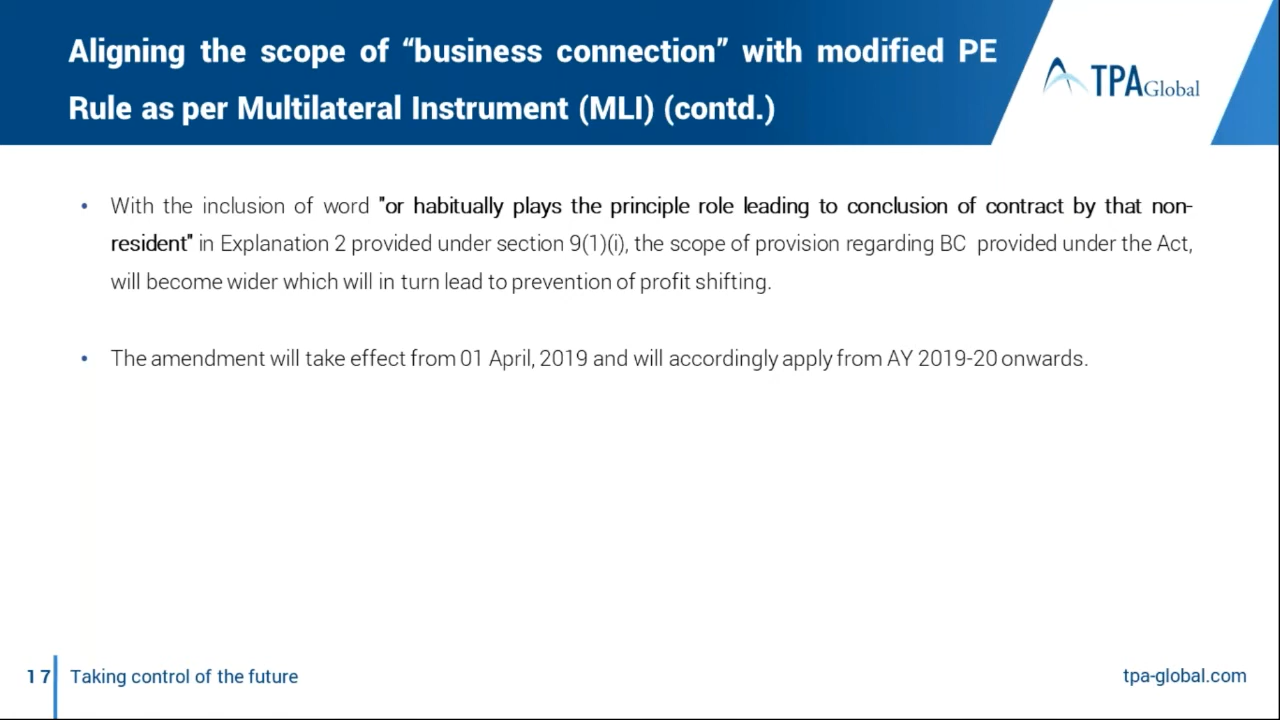 Aligning the scope of “business connection” with modified PE
Rule as per Multilateral Instrument (MLI) (contd.)
TPAGlobal
• With the inclusion of word "or habitually plays the principle role leading to conclusion of contract by that non-
resident" in Explanation 2 provided under section 9(1)(i), the scope of provision regarding BC provided under the Act,
will become wider which will in turn lead to prevention of profit shifting.
• The amendment will take effect from 01 April, 2019 and will accordingly apply from AY 2019-20 onwards.
17 Taking control of the future
tpa-global.com